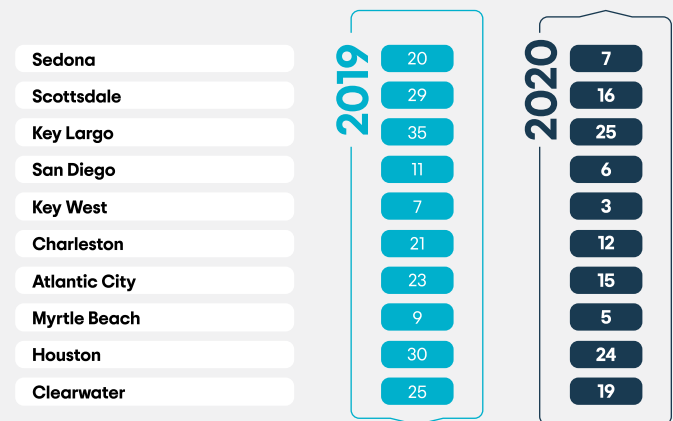 2019
2020
Sedona 20 7
Scottsdale 29 16
Key Largo 35 25
San Diego 11 6
Key West 7 3
Charleston 21 12
Atlantic City 23 15
Myrtle Beach 9 5
Houston 30 24
Clearwater 25 19